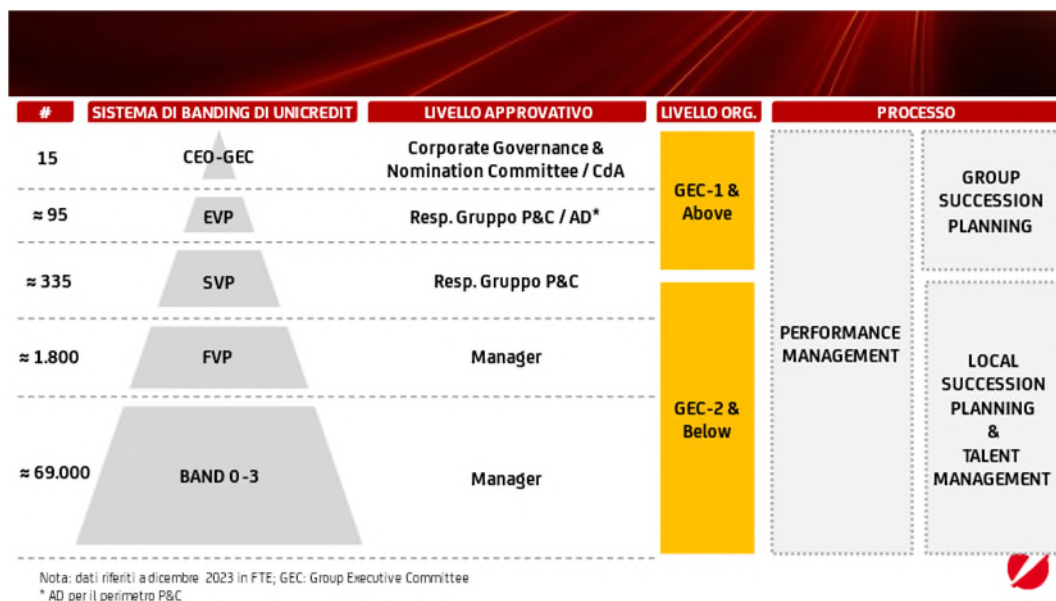 #
SISTEMA DI BANDING DI UNICREDIT
LIVELLO APPROVATIVO
LIVELLO ORG.
PROCESSO
15
CEO-GEC
Corporate Governance &
Nomination Committee / CdA
≈ 95
EVP
Resp. Gruppo P&C / AD*
≈ 335
SVP
Resp. Gruppo P&C
≈ 1.800
FVP
Manager
≈ 69.000
BAND 0-3
Manager
GEC-1 &
Above
GEC-2 &
Below
PERFORMANCE
MANAGEMENT
GROUP
SUCCESSION
PLANNING
LOCAL
SUCCESSION
PLANNING
&
TALENT
MANAGEMENT
Nota: dati riferiti a dicembre 2023 in FTE; GEC: Group Executive Committee
* AD per il perimetro P&C